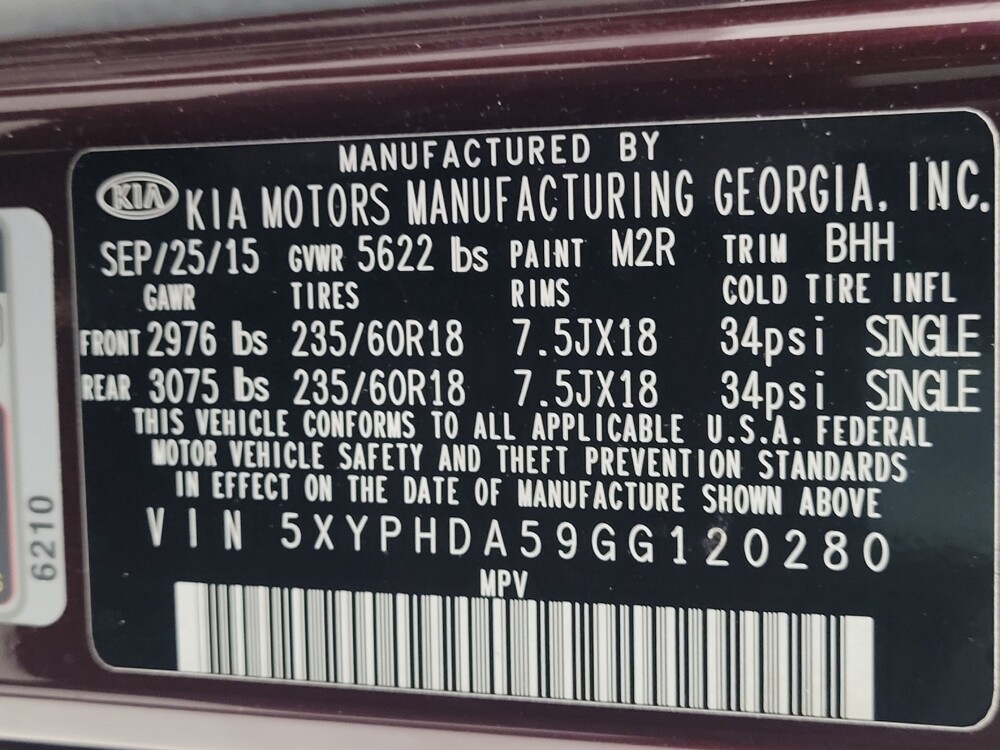 MANUFACTURED BY
KIA KIA MOTORS MANUFACTURING GEORGIA, INC.
SEP/25/15 GVWR 5622 lbs PAINT M2R TRIM BHH
GAWR TIRES RIMS COLD TIRE INFL
FRONT 2976 lbs 235/60R18 7.5JX18 34psi SINGLE
REAR 3075 lbs 235/60R18 7.5JX18 34psi SINGLE
THIS VEHICLE CONFORMS TO ALL APPLICABLE U.S.A. FEDERAL
MOTOR VEHICLE SAFETY AND THEFT PREVENTION STANDARDS
IN EFFECT ON THE DATE OF MANUFACTURE SHOWN ABOVE
VIN 5XYPHDA59GG120280
MPV
6210